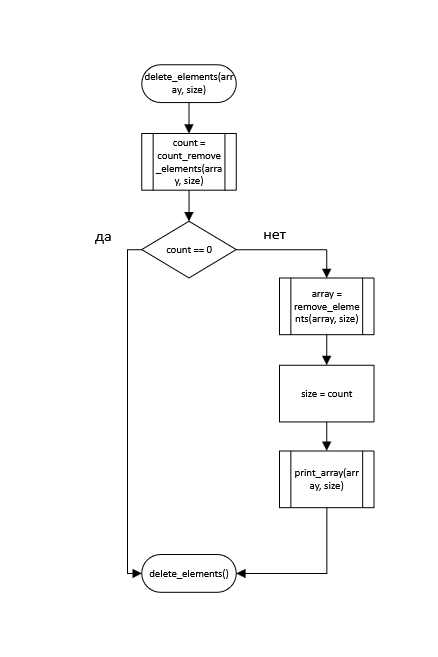 delete_elements(arr
ay, size)
count =
count_remove
_elements(arra
y, size)
да
count == 0
нет
array =
remove_eleme
nts(array, size)
size = count
print_array(arr
ay, size)
delete_elements()